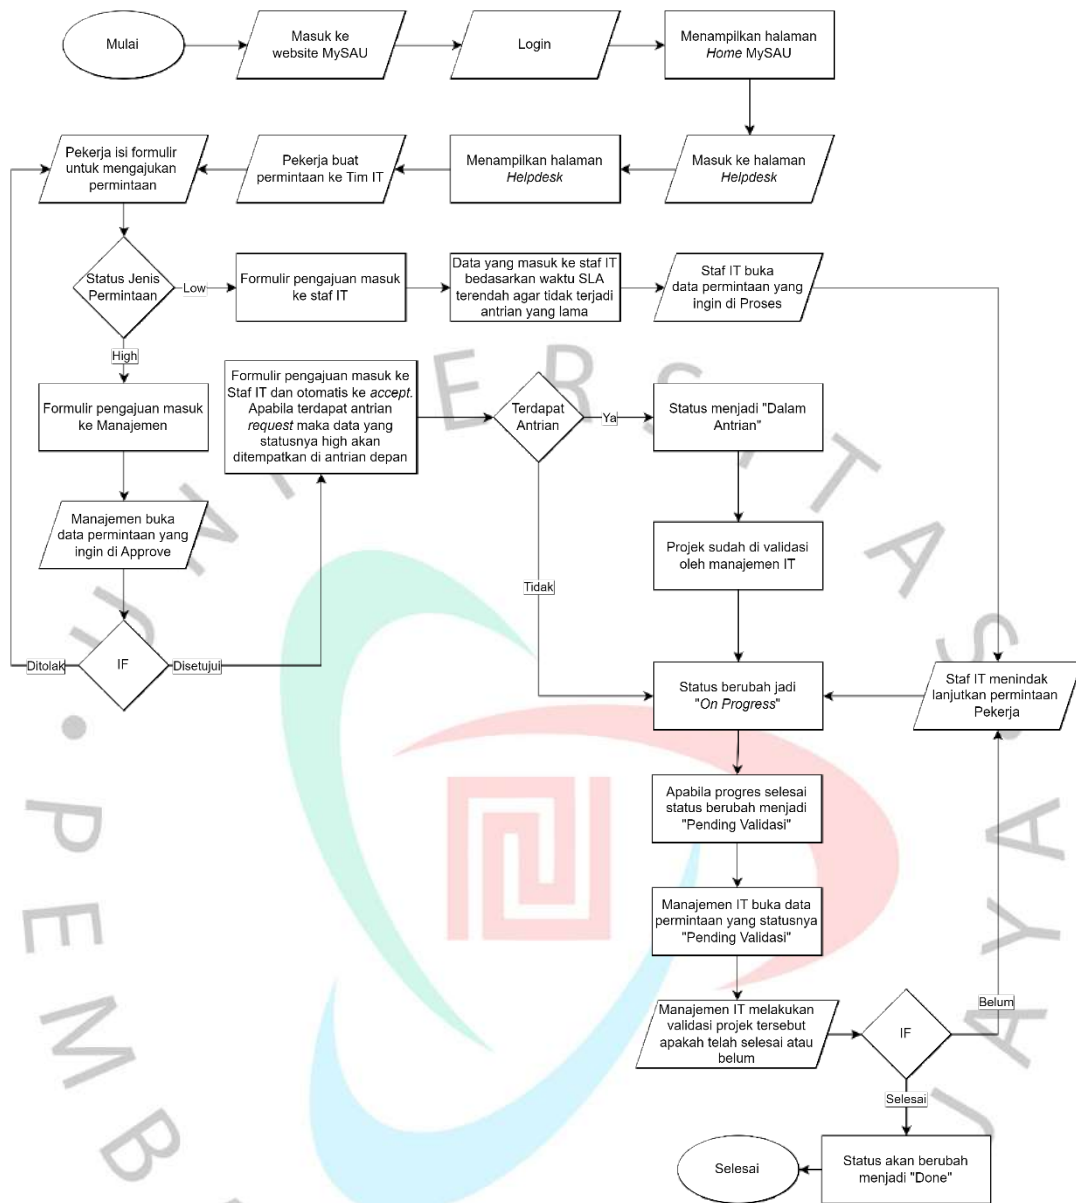 Mulai
Masuk ke
website MySAU
Login
Menampilkan halaman
Home MySAU
Pekerja isi formulir
untuk mengajukan
permintaan
Pekerja buat
permintaan ke Tim IT
Menampilkan halaman
Helpdesk
Masuk ke halaman
Helpdesk
Status Jenis
Permintaan
Low
Formulir pengajuan masuk
ke staf IT
Data yang masuk ke staf IT
bedasarkan waktu SLA
terendah agar tidak terjadi
antrian yang lama
Staf IT buka
data permintaan yang
ingin di Proses
High
Formulir pengajuan masuk
ke Manajemen
Formulir pengajuan masuk ke
Staf IT dan otomatis ke accept.
Apabila terdapat antrian
request maka data yang
statusnya high akan
ditempatkan di antrian depan
Terdapat
Antrian
Ya
Status menjadi "Dalam
Antrian"
Manajemen buka
data permintaan yang
ingin di Approve
Projek sudah di validasi
oleh manajemen IT
Tidak
Ditolak
IF
Disetujui
Status berubah jadi
"On Progress"
Staf IT menindak
lanjutkan permintaan
Pekerja
Apabila progres selesai
status berubah menjadi
"Pending Validasi"
Manajemen IT buka data
permintaan yang statusnya
"Pending Validasi"
Manajemen IT melakukan
validasi projek tersebut
apakah telah selesai atau
belum
IF
Belum
Selesai
Status akan berubah
menjadi "Done"
Selesai